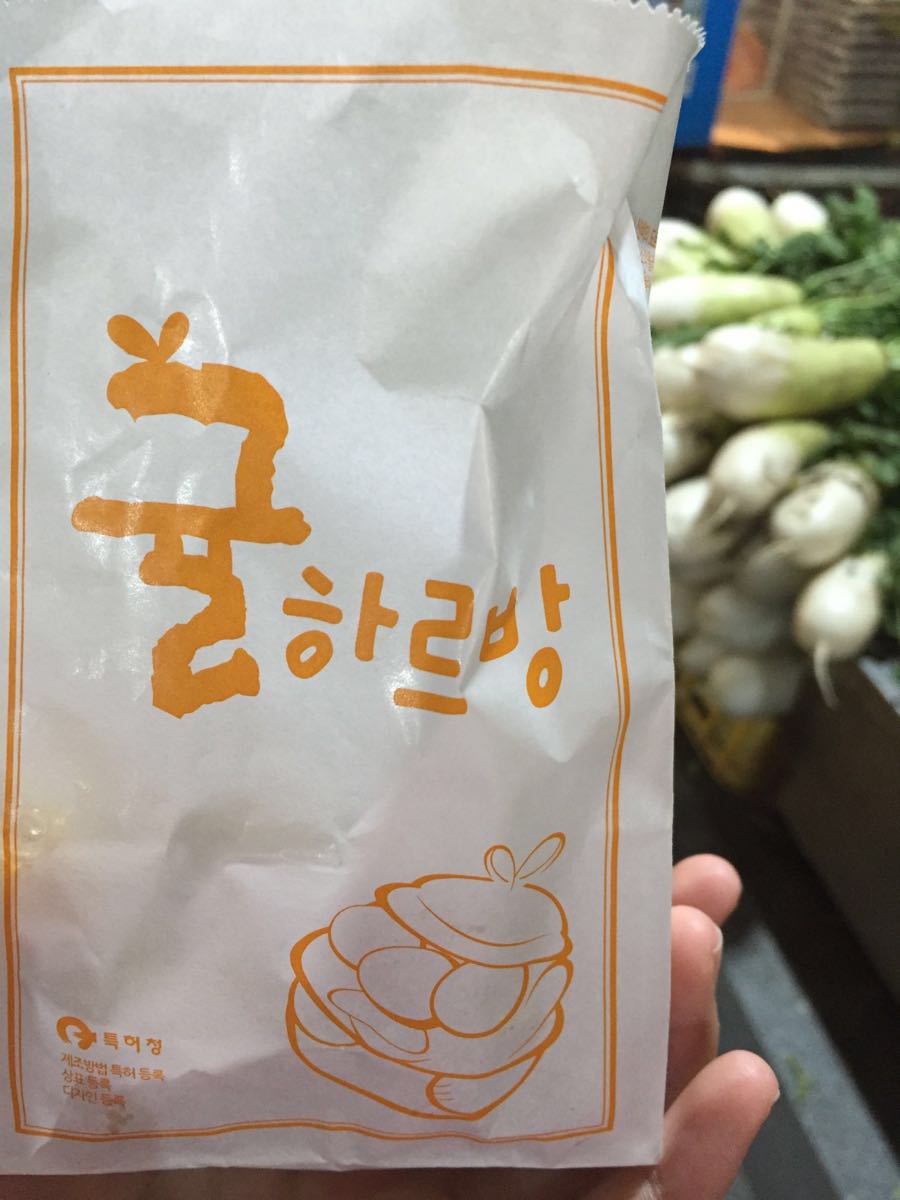 귤하르방
특허청
제조방법 특허 등록
상표 등록
디자인 등록